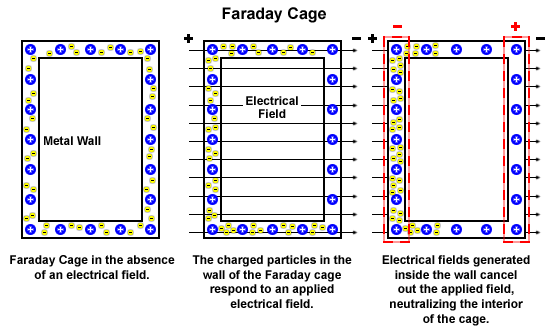 Faraday Cage
Metal Wall
Electrical
Field
Faraday Cage in the absence
of an electrical field.
The charged particles in the
wall of the Faraday cage
respond to an applied
electrical field.
Electrical fields generated
inside the wall cancel
out the applied field,
neutralizing the interior
of the cage.